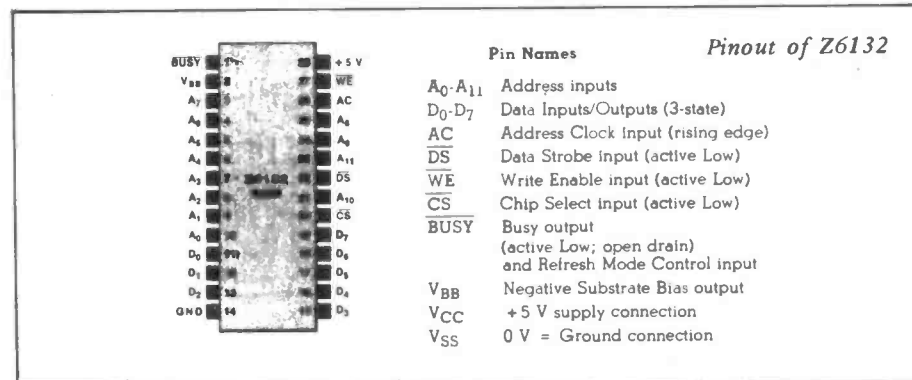 Pinout of Z6132
Pin Names
BUSY
V_BB
A7
A6
A5
A4
A3
A2
A1
A0
D0
D1
D2
GND
14
+5 V
WE
AC
A8
A9
A11
DS
A10
CS
D7
D6
D5
D4
D3
A0-A11 Address inputs
D0-D7 Data Inputs/Outputs (3-state)
AC Address Clock input (rising edge)
DS Data Strobe input (active Low)
WE Write Enable input (active Low)
CS Chip Select input (active Low)
BUSY Busy output
(active Low; open drain)
and Refresh Mode Control input
VBB Negative Substrate Bias output
VCC +5 V supply connection
VSS 0 V = Ground connection